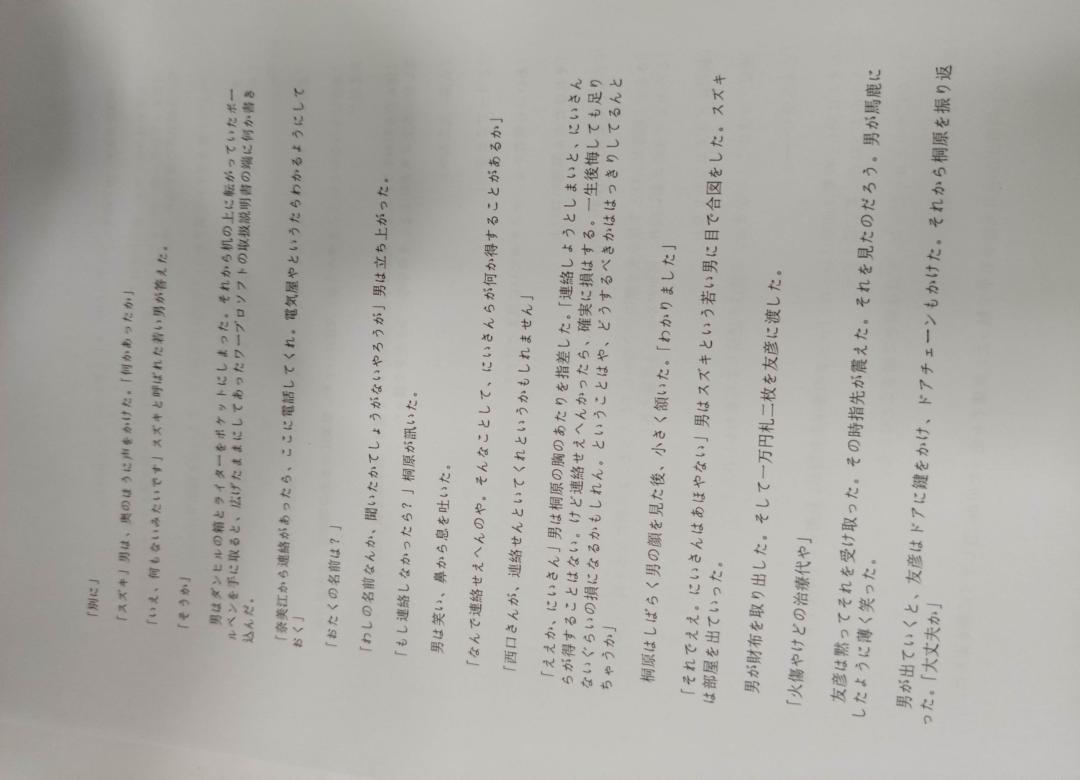 「別に」
「スズキ」男は、奥のほうに声をかけた。「何かあったか」
「いえ、何もないみたいです」スズキと呼ばれた若い男が答えた。
「そうか」
男はダンヒルの箱とライターをポケットにしまった。それから机の上に転がっていたボー
ルペンを手に取ると、広げたままにしてあったワープロソフトの取扱説明書の端に何か書き
込んだ。
「奈美江から連絡があったら、ここに電話してくれ。電気屋やというたらわかるようにして
おく」
「おたくの名前は？」
「わしの名前なんか、聞いたかてしょうがないやろうが」男は立ち上がった。
「もし連絡しなかったら？」桐原が訊いた。
男は笑い、鼻から息を吐いた。
「なんで連絡せえへんのや。そんなことして、にいさんらが何か得することがあるか」
「西口さんが、連絡せんといてくれというかもしれません」
「ええか、にいさん」男は桐原の胸のあたりを指差した。「連絡しようとしまいと、にいさん
らが得することはない。けど連絡せえへんかったら、確実に損はする。一生後悔しても足り
ないぐらいの損になるかもしれん。ということはや、どうするべきかははっきりしてるんと
ちゃうか」
桐原はしばらく男の顔を見た後、小さく頷いた。「わかりました」
「それでええ。にいさんはあほやない」男はスズキという若い男に目で合図をした。スズキ
は部屋を出ていった。
男が財布を取り出した。そして一万円札二枚を友彦に渡した。
「火傷やけどの治療代や」
友彦は黙ってそれを受け取った。その時指先が震えた。それを見たのだろう。男が馬鹿に
したように薄く笑った。
男が出ていくと、友彦はドアに鍵をかけ、ドアチェーンもかけた。それから桐原を振り返
った。「大丈夫か」